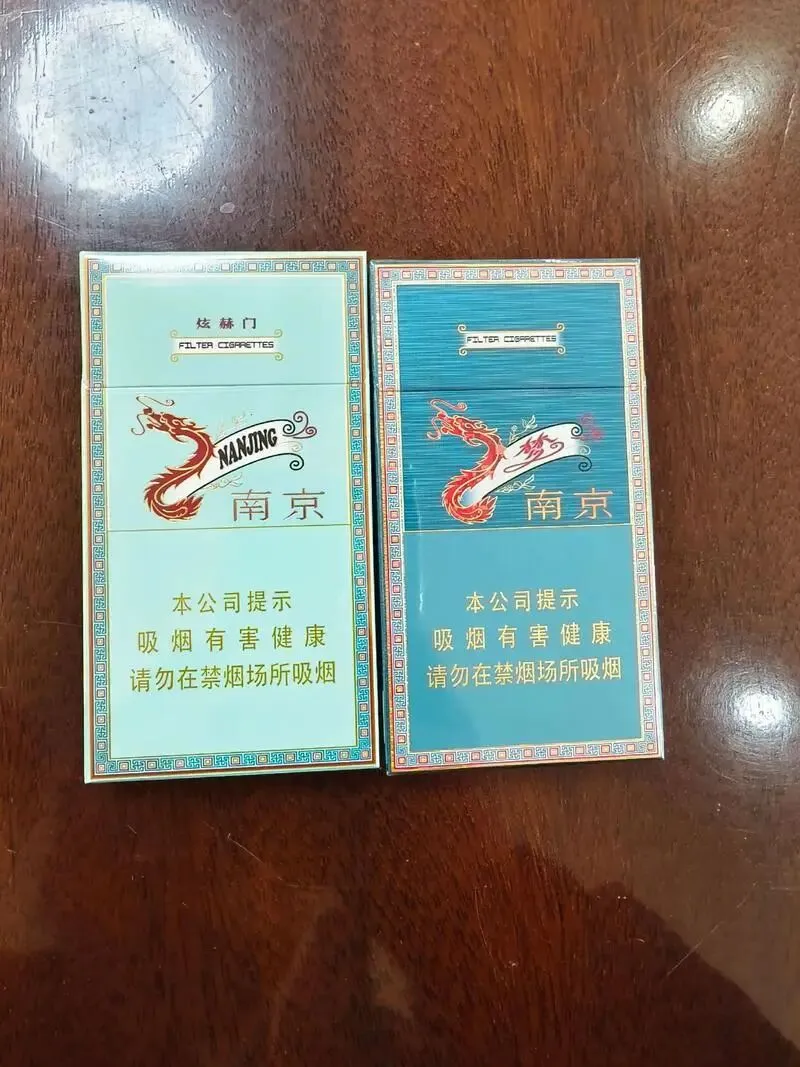 炫赫门
FILTER CIGARETTES
NANJING
南京
本公司提示
吸烟有害健康
请勿在禁烟场所吸烟
FILTER CIGARETTES
梦
南京
本公司提示
吸烟有害健康
请勿在禁烟场所吸烟